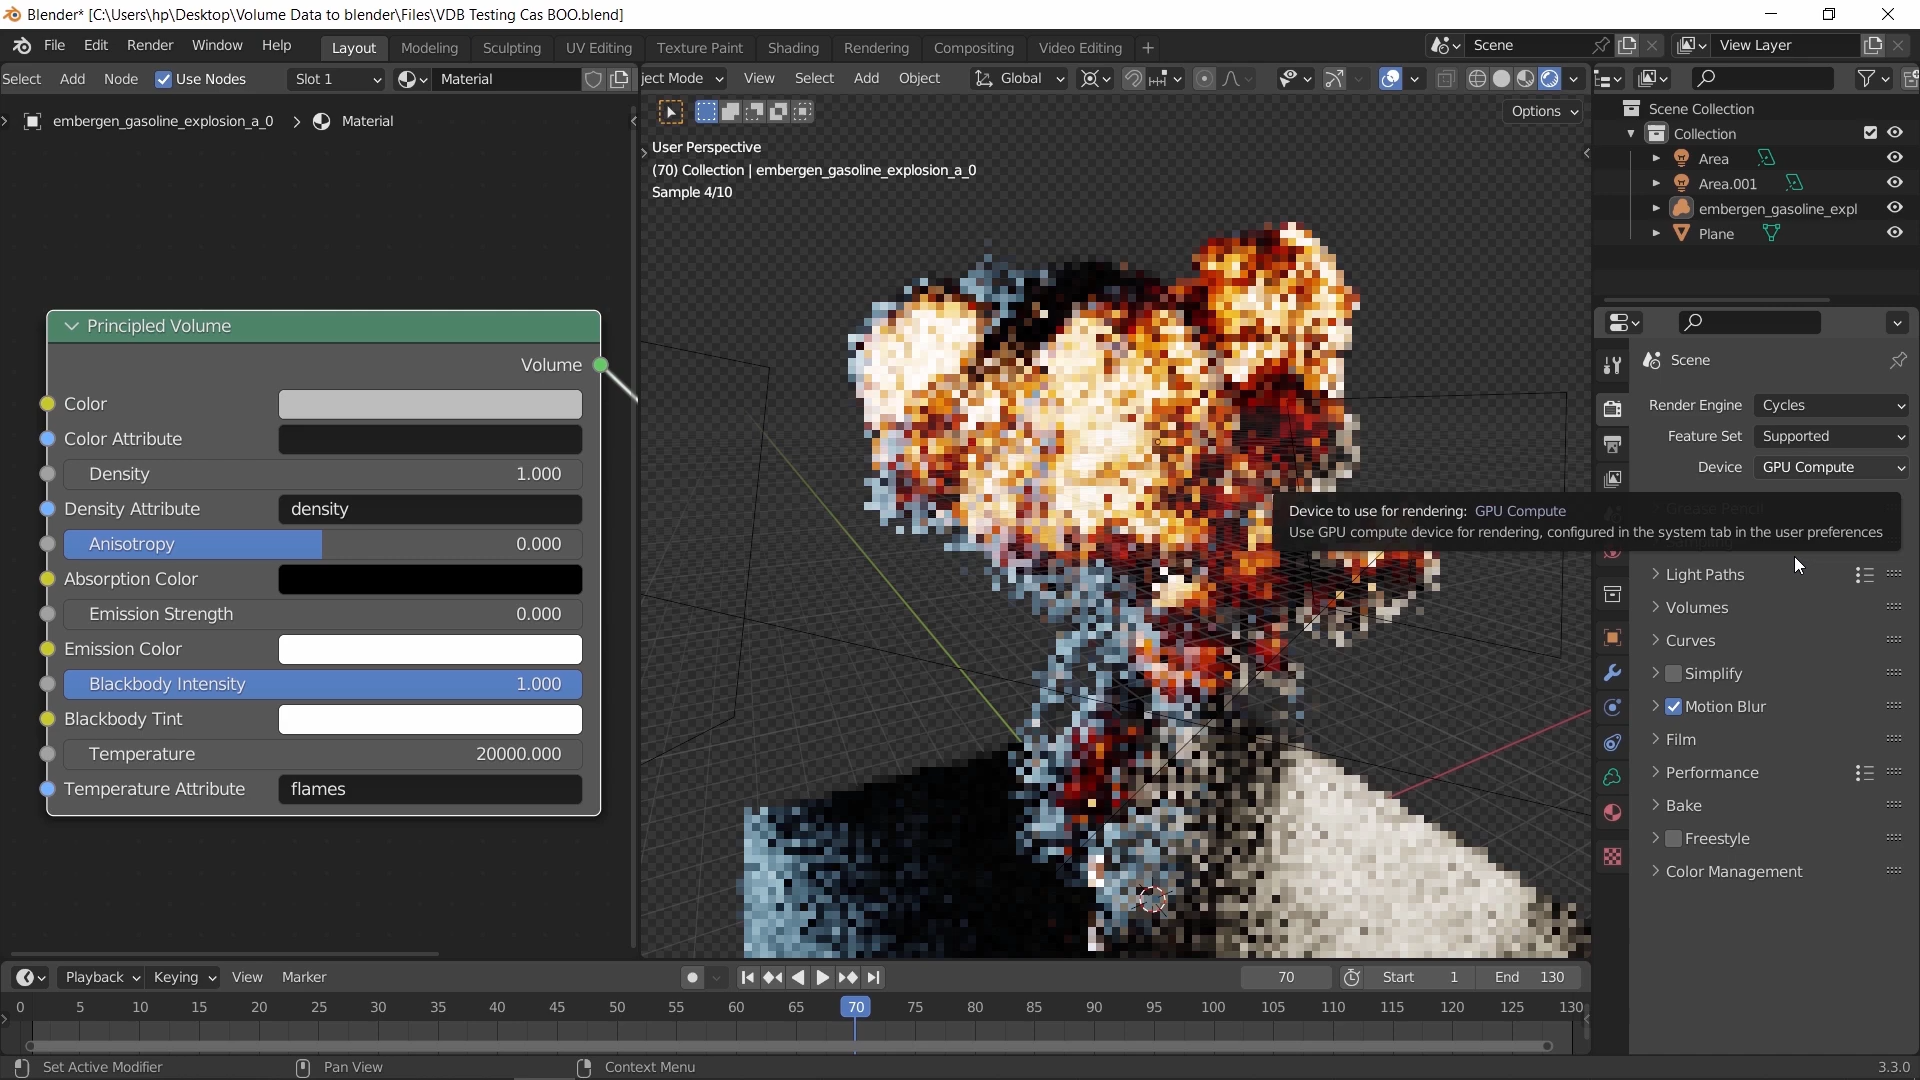 Blender* [C:\Users\hp\Desktop\Volume Data to blender\Files\VDB Testing Cas BOO.blend]
File Edit Render Window Help Layout Modeling Sculpting UV Editing Texture Paint Shading Rendering Compositing Video Editing + Scene View Layer
Select Add Node Use Nodes Slot 1 Material ject Mode View Select Add Object Global
Options
embergen_gasoline_explosion_a_0 > Material
User Perspective
(70) Collection | embergen_gasoline_explosion_a_0
Sample 4/10
Principled Volume
Volume
Color
Color Attribute
Density 1.000
Density Attribute density
Anisotropy 0.000
Absorption Color
Emission Strength 0.000
Emission Color
Blackbody Intensity 1.000
Blackbody Tint
Temperature 20000.000
Temperature Attribute flames
Scene Collection
Collection
Area
Area.001
embergen_gasoline_expl
Plane
Scene
Render Engine Cycles
Feature Set Supported
Device GPU Compute
Grease Pencil
Device to use for rendering: GPU Compute
Use GPU compute device for rendering, configured in the system tab in the user preferences
Light Paths
Volumes
Curves
Simplify
Motion Blur
Film
Performance
Bake
Freestyle
Color Management
Playback Keying View Marker 70 Start 1 End 130
0 5 10 15 20 25 30 35 40 45 50 55 60 65 70 75 80 85 90 95 100 105 110 115 120 125 130
Set Active Modifier Pan View Context Menu 3.3.0